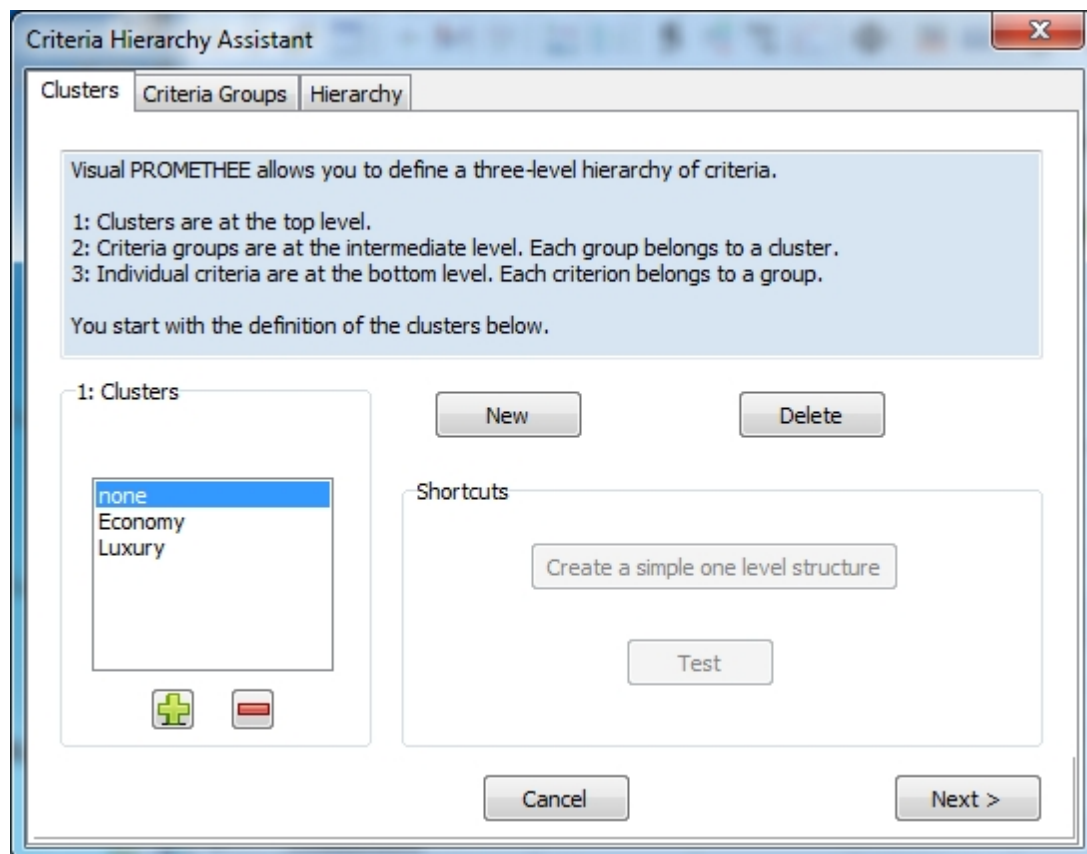 Criteria Hierarchy Assistant
Clusters
Criteria Groups
Hierarchy
Visual PROMETHEE allows you to define a three-level hierarchy of criteria.
1: Clusters are at the top level.
2: Criteria groups are at the intermediate level. Each group belongs to a cluster.
3: Individual criteria are at the bottom level. Each criterion belongs to a group.
You start with the definition of the clusters below.
1: Clusters
New
Delete
none
Economy
Luxury
Shortcuts
Create a simple one level structure
Test
Cancel
Next >